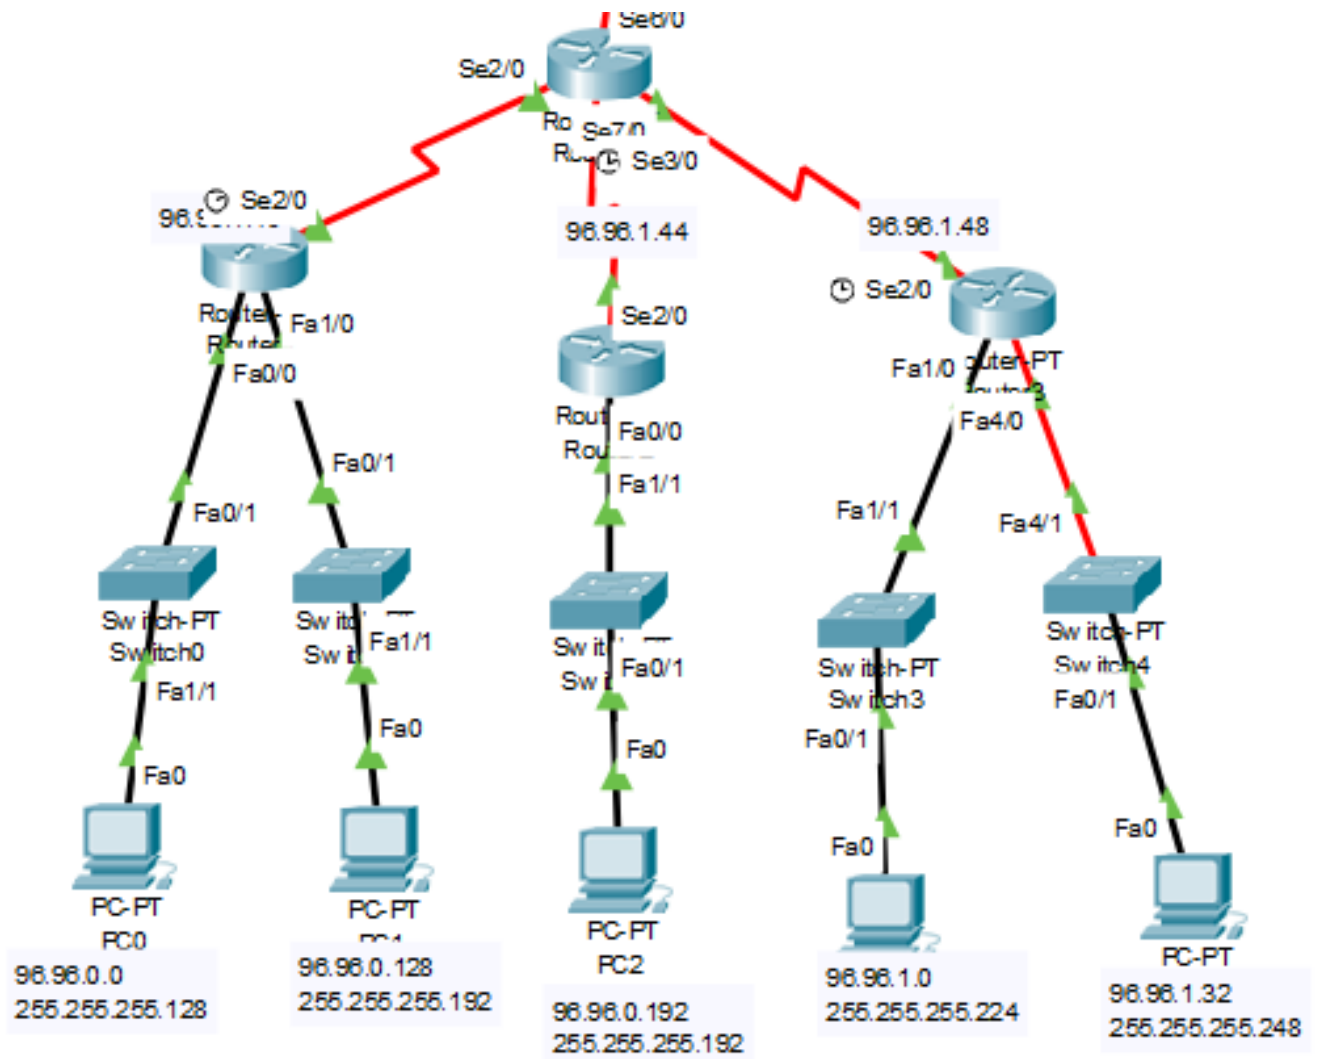 Se6/0
Se2/0
Se7/0
Se3/0
Se2/0
96.96.1.44
96.96.1.48
Se2/0
Se2/0
Fa1/0
Fa0/0
Fa1/0
Fa4/0
Fa0/0
Fa0/1
Fa1/1
Fa0/1
Fa1/1
Fa4/1
Switch-PT
Switch0
Fa1/1
Fa1/1
Fa0/1
Switch-PT
Switch3
Switch-PT
Switch4
Fa0/1
Fa0/1
Fa0
Fa0
Fa0
Fa0
Fa0
PC-PT
PC0
PC-PT
PC-PT
PC2
PC-PT
96.96.0.0
255.255.255.128
96.96.0.128
255.255.255.192
96.96.0.192
255.255.255.192
96.96.1.0
255.255.255.224
96.96.1.32
255.255.255.248